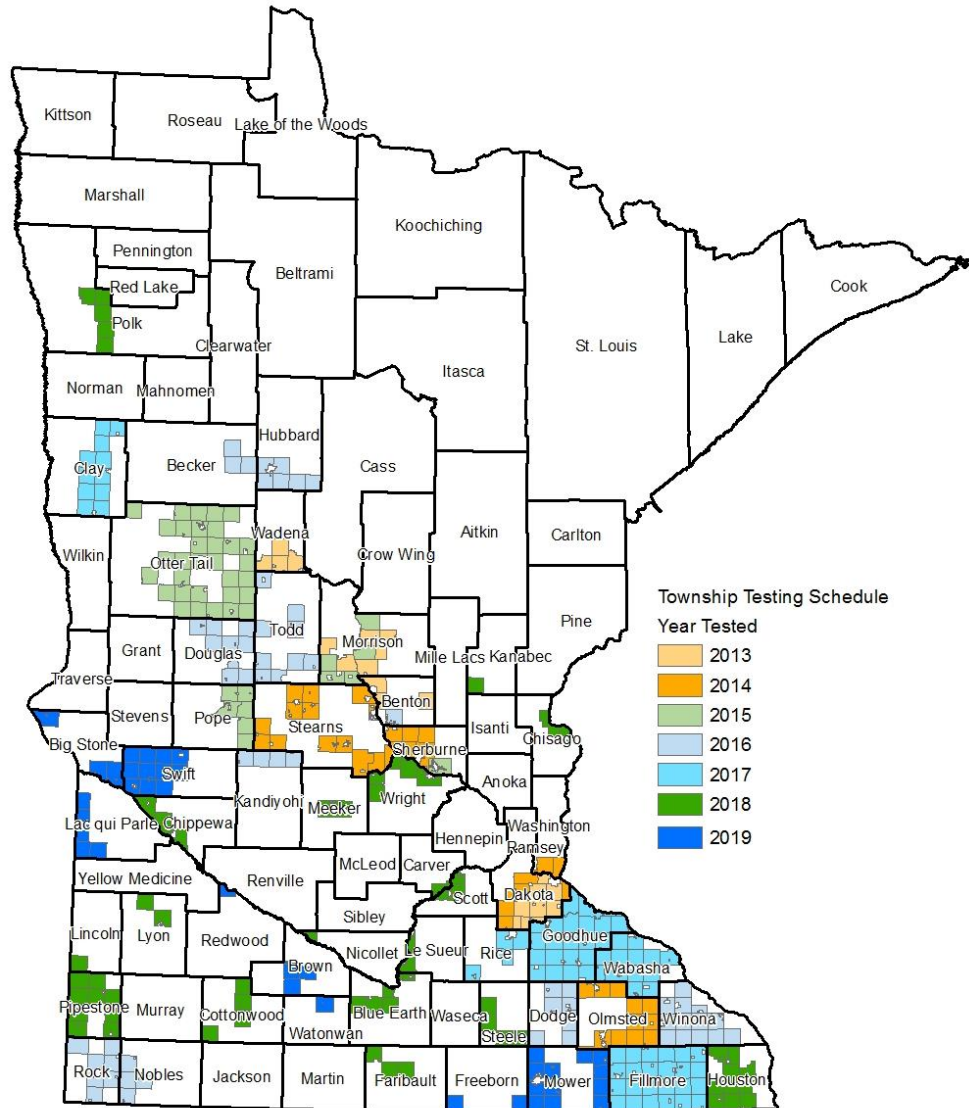 Kittson
Roseau
Lake of the Woods
Marshall
Koochiching
Pennington
Beltrami
Red Lake
Cook
Polk
Lake
Clearwater
St. Louis
Itasca
Norman
Mahnomen
Hubbard
Becker
Cass
Clay
Aitkin
Wadena
Carlton
Crow Wing
Wilkin
Otter Tail
Township Testing Schedule
Year Tested
2013
2014
2015
2016
2017
2018
2019
Pine
Todd
Morrison
Grant
Douglas
Mille Lacs
Kanabec
Traverse
Benton
Stevens
Pope
Stearns
Isanti
Chisago
Big Stone
Sherburne
Swift
Anoka
Kandiyohi
Meeker
Wright
Lac qui Parle
Chippewa
Washington
Hennepin
Ramsey
McLeod
Carver
Yellow Medicine
Renville
Dakota
Scott
Sibley
Lincoln
Lyon
Redwood
Nicollet
Le Sueur
Rice
Goodhue
Brown
Wabasha
Pipestone
Murray
Cottonwood
Blue Earth
Waseca
Dodge
Olmsted
Winona
Watonwan
Steele
Rock
Nobles
Jackson
Martin
Faribault
Freeborn
Mower
Fillmore
Houston